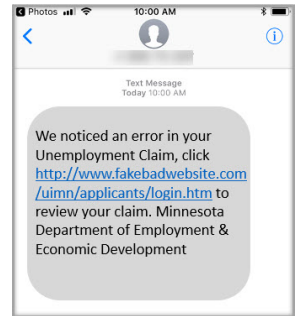 Photos 10:00 AM
Text Message
Today 10:00 AM
We noticed an error in your
Unemployment Claim, click
http://www.fakebadwebsite.com
/uimn/applicants/login.htm to
review your claim. Minnesota
Department of Employment &
Economic Development